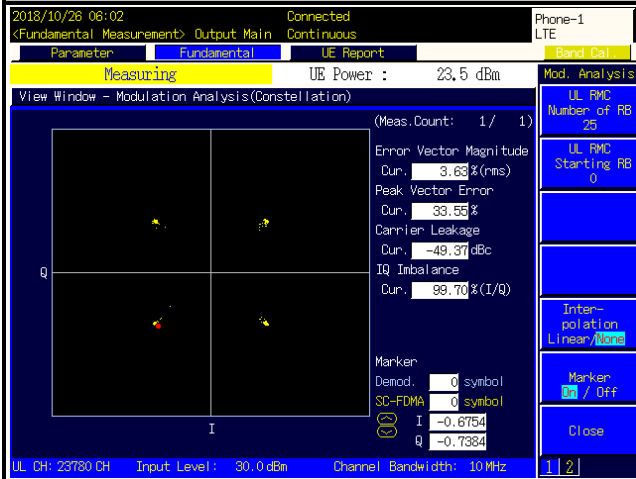 2018/10/26 06:02 Connected Phone-1
<Fundamental Measurement> Output Main Continuous LTE
Parameter Fundamental UE Report Band Cal.
Measuring UE Power : 23.5 dBm Mod. Analysis
View Window - Modulation Analysis(Constellation)
UL RMC
Number of RB
25
(Meas.Count: 1/ 1)
Error Vector Magnitude
Cur. 3.63 %(rms)
UL RMC
Starting RB
0
Peak Vector Error
Cur. 33.55 %
Carrier Leakage
Cur. -49.37 dBc
IQ Imbalance
Cur. 99.70 %(I/Q)
Q
Inter-
polation
Linear/None
Marker
Demod. 0 symbol
SC-FDMA 0 symbol
I -0.6754
Q -0.7384
Marker
On / Off
I
Close
UL CH: 23780 CH Input Level: 30.0 dBm Channel Bandwidth: 10 MHz 1 2